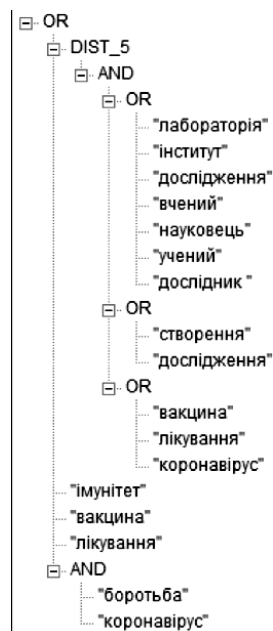 OR
DIST_5
AND
OR
"лабораторія"
"інститут"
"дослідження"
"вчений"
"науковець"
"учений"
"дослідник "
OR
"створення"
"дослідження"
OR
"вакцина"
"лікування"
"коронавірус"
"імунітет"
"вакцина"
"лікування"
AND
"боротьба"
"коронавірус"